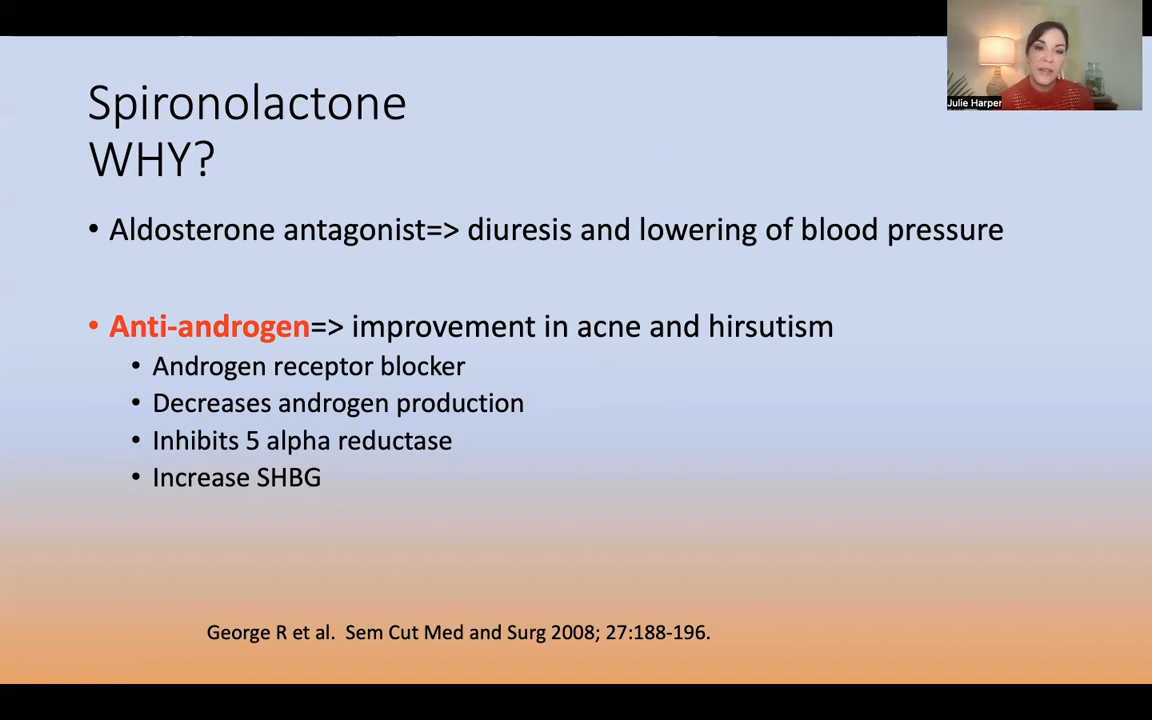 Spironolactone
WHY?
• Aldosterone antagonist=> diuresis and lowering of blood pressure
• Anti-androgen=> improvement in acne and hirsutism
• Androgen receptor blocker
• Decreases androgen production
• Inhibits 5 alpha reductase
• Increase SHBG
George R et al.  Sem Cut Med and Surg 2008; 27:188-196.
Julie Harper